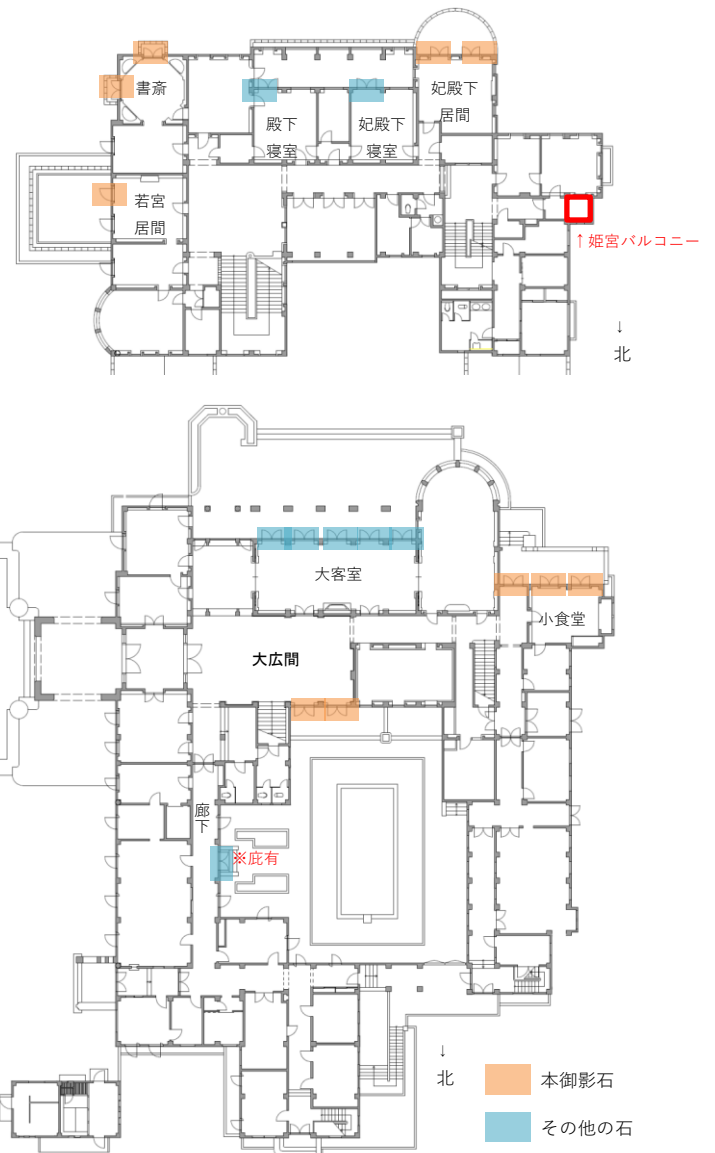 書斎
殿下
寝室
妃殿下
寝室
妃殿下
居間
若宮
居間
↑姫宮バルコニー
↓
北
大客室
小食堂
大広間
廊
下
※庇有
↓
北
本御影石
その他の石